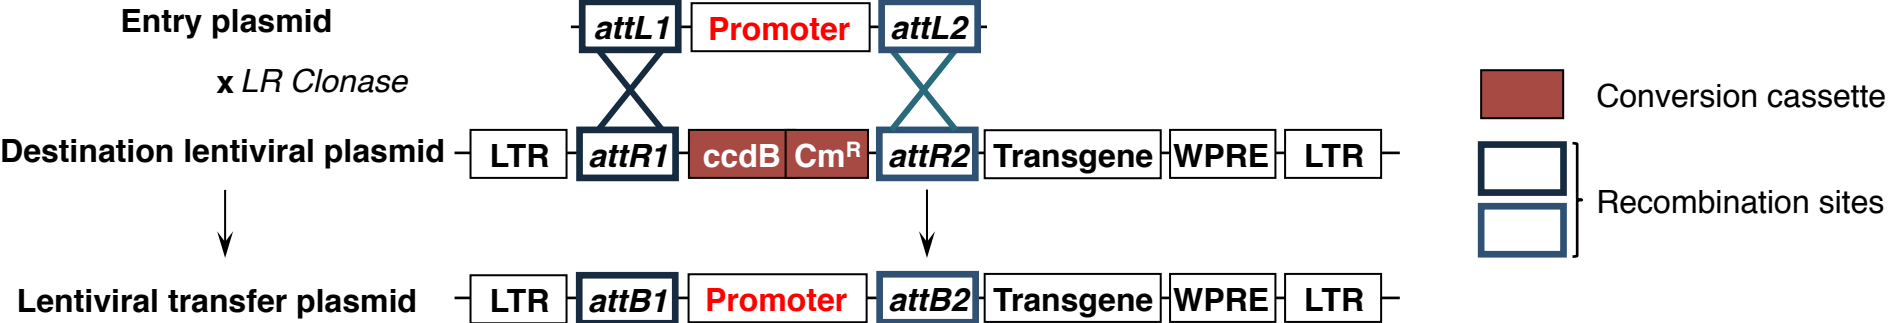 Entry plasmid attL1 Promoter attL2
x LR Clonase
Conversion cassette
Destination lentiviral plasmid LTR attR1 ccdB Cmᴿ attR2 Transgene WPRE LTR
Recombination sites
Lentiviral transfer plasmid LTR attB1 Promoter attB2 Transgene WPRE LTR